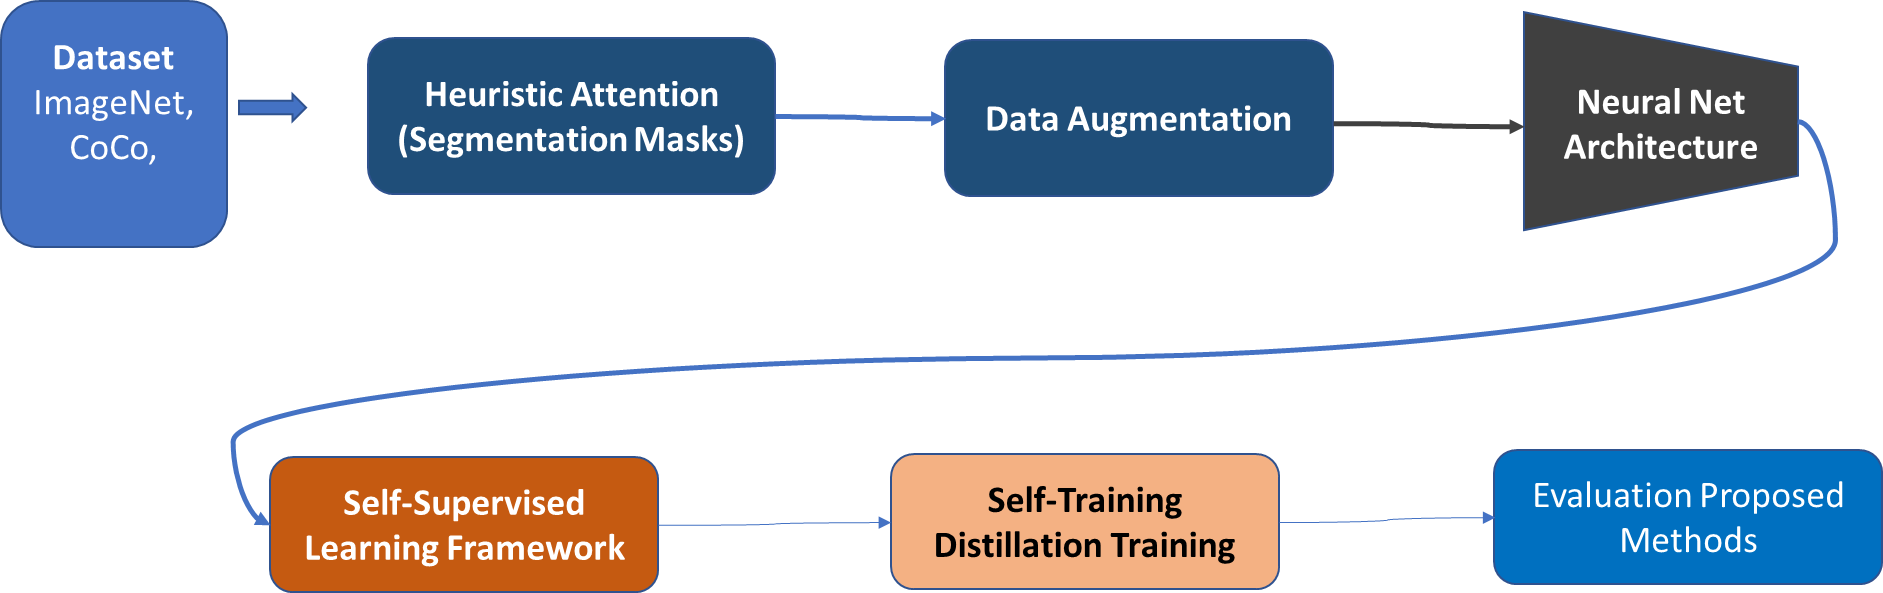 Dataset
ImageNet,
CoCo,
Heuristic Attention
(Segmentation Masks)
Data Augmentation
Neural Net
Architecture
Self-Supervised
Learning Framework
Self-Training
Distillation Training
Evaluation Proposed
Methods